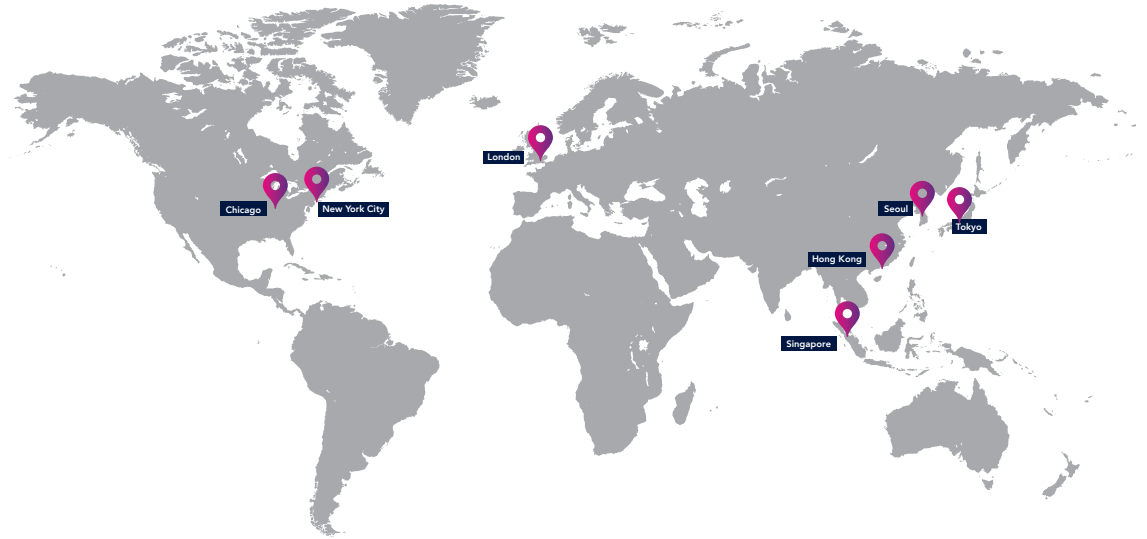 London
Chicago
New York City
Seoul
Tokyo
Hong Kong
Singapore